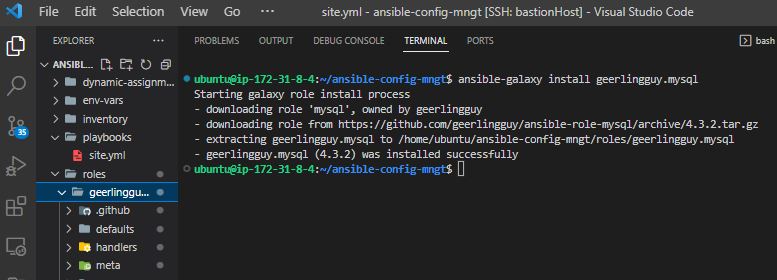 File Edit Selection View Go Run ... site.yml - ansible-config-mngt [SSH: bastionHost] - Visual Studio Code
EXPLORER ... PROBLEMS OUTPUT DEBUG CONSOLE TERMINAL PORTS bash
ANSIBL...
dynamic-assignm...
env-vars
inventory
playbooks
site.yml
roles
geerlinggu...
.github
defaults
handlers
meta
35
ubuntu@ip-172-31-8-4:~/ansible-config-mngt$ ansible-galaxy install geerlingguy.mysql
Starting galaxy role install process
- downloading role 'mysql', owned by geerlingguy
- downloading role from https://github.com/geerlingguy/ansible-role-mysql/archive/4.3.2.tar.gz
- extracting geerlingguy.mysql to /home/ubuntu/ansible-config-mngt/roles/geerlingguy.mysql
- geerlingguy.mysql (4.3.2) was installed successfully
ubuntu@ip-172-31-8-4:~/ansible-config-mngt$